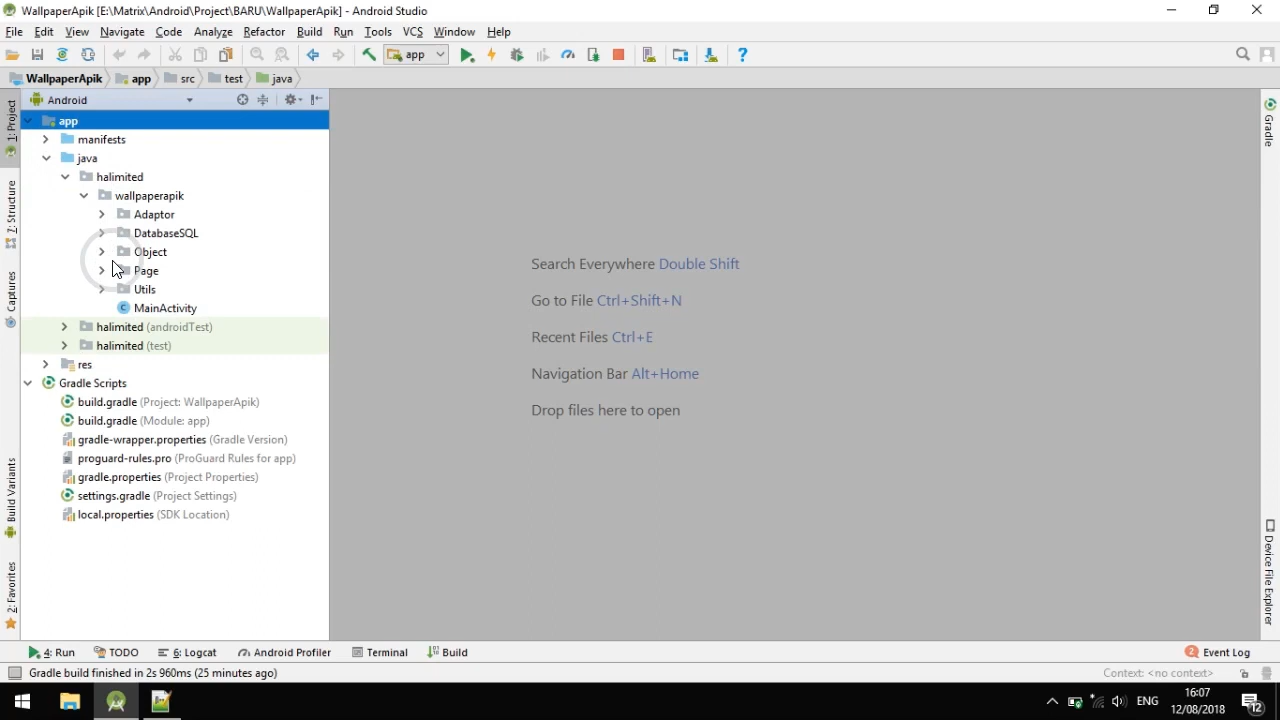 WallpaperApik [E:\Matrix\Android\Project\BARU\WallpaperApik] - Android Studio
File Edit View Navigate Code Analyze Refactor Build Run Tools VCS Window Help
app
WallpaperApik app src test java
Android
1: Project
app
manifests
java
halimited
wallpaperapik
Adaptor
DatabaseSQL
Object
Page
Utils
MainActivity
halimited (androidTest)
halimited (test)
res
Gradle Scripts
build.gradle (Project: WallpaperApik)
build.gradle (Module: app)
gradle-wrapper.properties (Gradle Version)
proguard-rules.pro (ProGuard Rules for app)
gradle.properties (Project Properties)
settings.gradle (Project Settings)
local.properties (SDK Location)
Z: Structure
Captures
Build Variants
2: Favorites
Search Everywhere Double Shift
Go to File Ctrl+Shift+N
Recent Files Ctrl+E
Navigation Bar Alt+Home
Drop files here to open
Gradle
Device File Explorer
4: Run TODO 6: Logcat Android Profiler Terminal Build 2 Event Log
Gradle build finished in 2s 960ms (25 minutes ago) Context: <no context>
ENG
16:07
12/08/2018
12